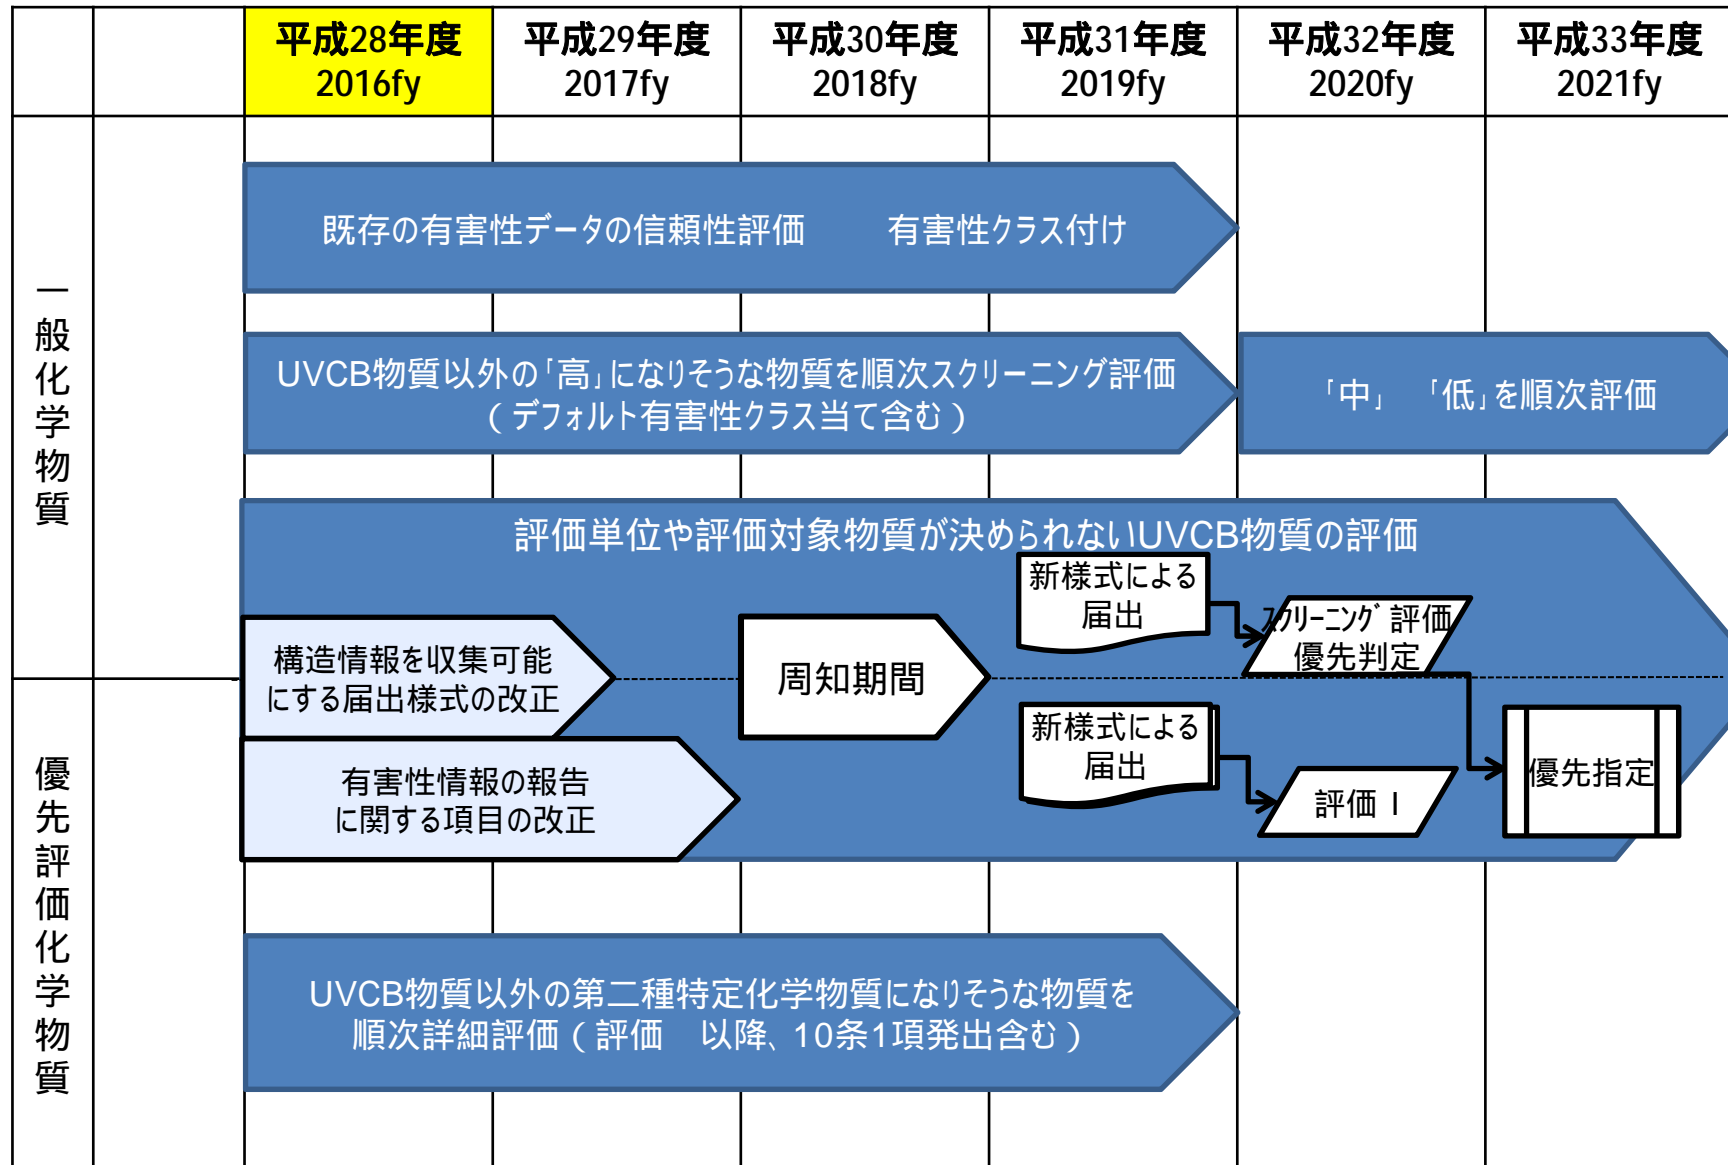 平成28年度
2016fy
平成29年度
2017fy
平成30年度
2018fy
平成31年度
2019fy
平成32年度
2020fy
平成33年度
2021fy
一般化学物質
既存の有害性データの信頼性評価　有害性クラス付け
UVCB物質以外の「高」になりそうな物質を順次スクリーニング評価
（デフォルト有害性クラス当て含む）
「中」　「低」を順次評価
評価単位や評価対象物質が決められないUVCB物質の評価
新様式による
届出
スクリーニング評価
優先判定
構造情報を収集可能
にする届出様式の改正
周知期間
優先評価化学物質
新様式による
届出
評価Ⅰ
優先指定
有害性情報の報告
に関する項目の改正
UVCB物質以外の第二種特定化学物質になりそうな物質を
順次詳細評価（評価　以降、10条1項発出含む）